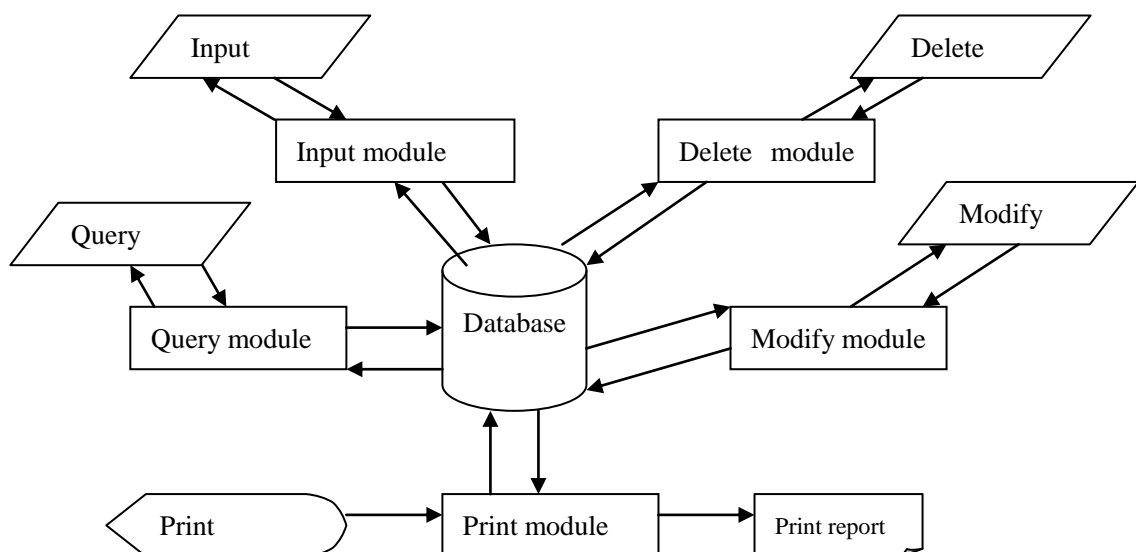 Input
Delete
Input module
Delete module
Query
Modify
Database
Query module
Modify module
Print
Print module
Print report